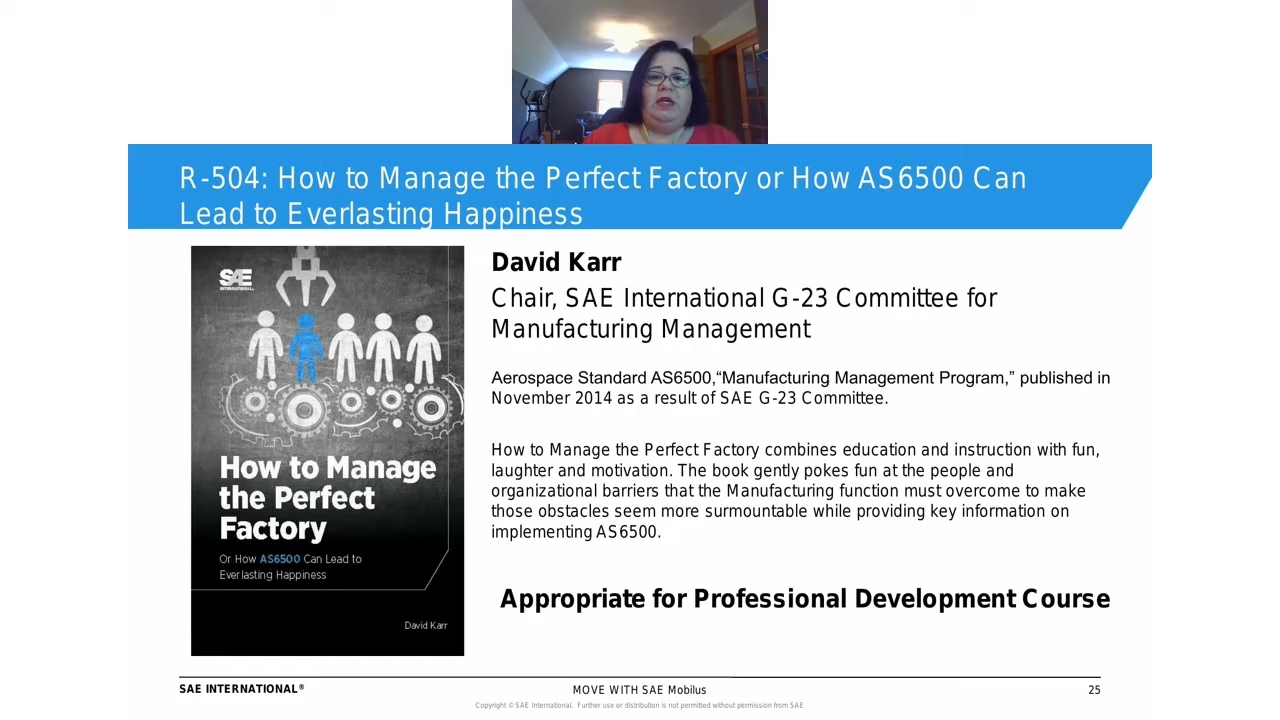 R-504: How to Manage the Perfect Factory or How AS6500 Can
Lead to Everlasting Happiness
SAE
INTERNATIONAL
How to Manage
the Perfect
Factory
Or How AS6500 Can Lead to
Everlasting Happiness
David Karr
David Karr
Chair, SAE International G-23 Committee for
Manufacturing Management
Aerospace Standard AS6500,“Manufacturing Management Program,” published in
November 2014 as a result of SAE G-23 Committee.
How to Manage the Perfect Factory combines education and instruction with fun,
laughter and motivation. The book gently pokes fun at the people and
organizational barriers that the Manufacturing function must overcome to make
those obstacles seem more surmountable while providing key information on
implementing AS6500.
Appropriate for Professional Development Course
SAE INTERNATIONAL®
MOVE WITH SAE Mobilus
25
Copyright © SAE International. Further use or distribution is not permitted without permission from SAE